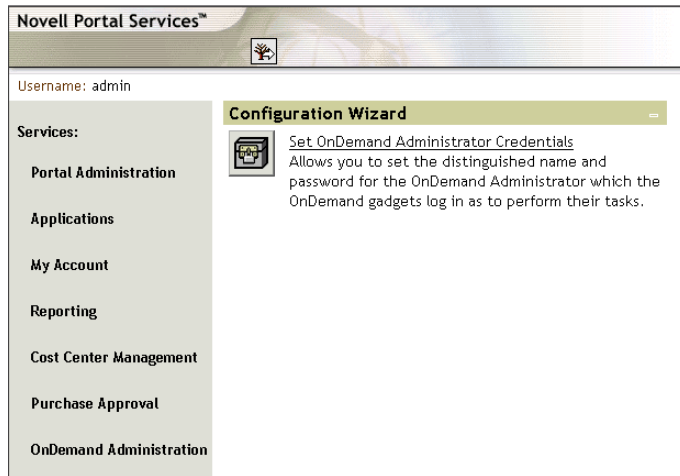 Novell Portal Services™
Username: admin
Services:
Portal Administration
Applications
My Account
Reporting
Cost Center Management
Purchase Approval
OnDemand Administration
Configuration Wizard
Set OnDemand Administrator Credentials
Allows you to set the distinguished name and
password for the OnDemand Administrator which the
OnDemand gadgets log in as to perform their tasks.